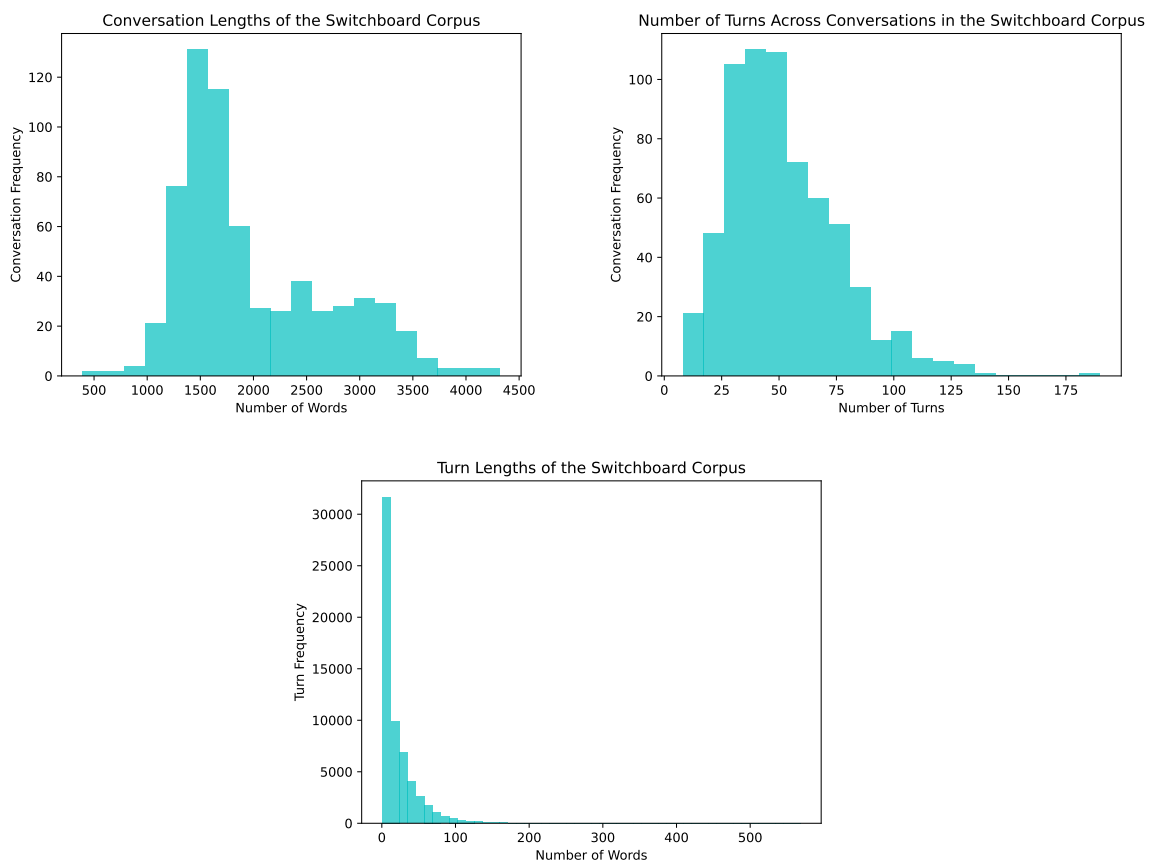 Conversation Lengths of the Switchboard Corpus
Conversation Frequency
120
100
80
60
40
20
0
500 1000 1500 2000 2500 3000 3500 4000 4500
Number of Words
Number of Turns Across Conversations in the Switchboard Corpus
Conversation Frequency
100
80
60
40
20
0
0 25 50 75 100 125 150 175
Number of Turns
Turn Lengths of the Switchboard Corpus
Turn Frequency
30000
25000
20000
15000
10000
5000
0
0 100 200 300 400 500
Number of Words